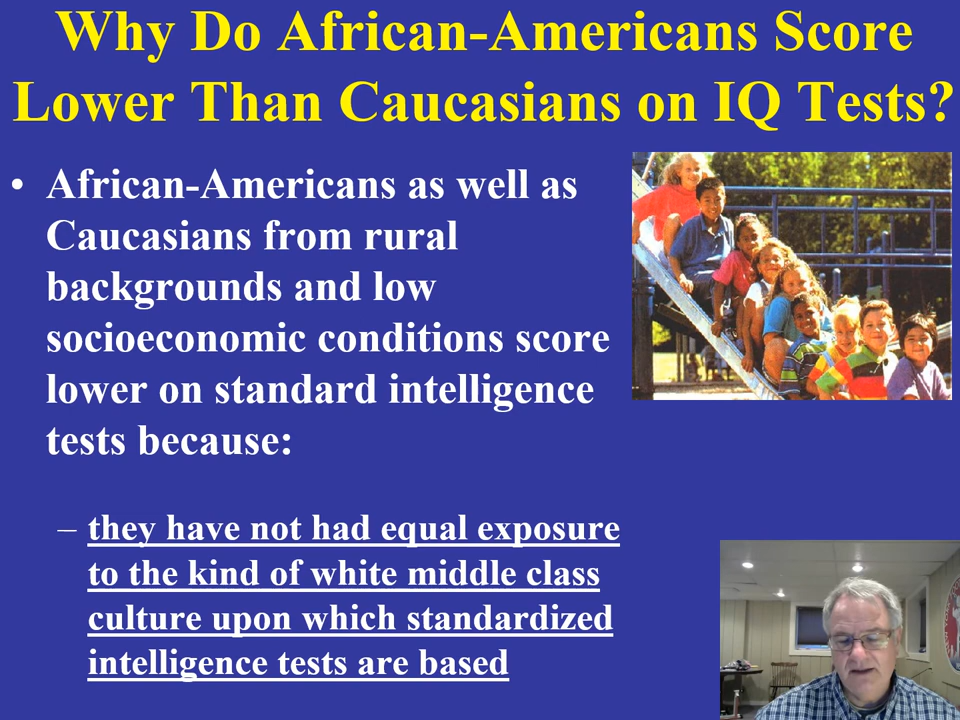 Why Do African-Americans Score
Lower Than Caucasians on IQ Tests?
• African-Americans as well as
Caucasians from rural
backgrounds and low
socioeconomic conditions score
lower on standard intelligence
tests because:
– they have not had equal exposure
to the kind of white middle class
culture upon which standardized
intelligence tests are based